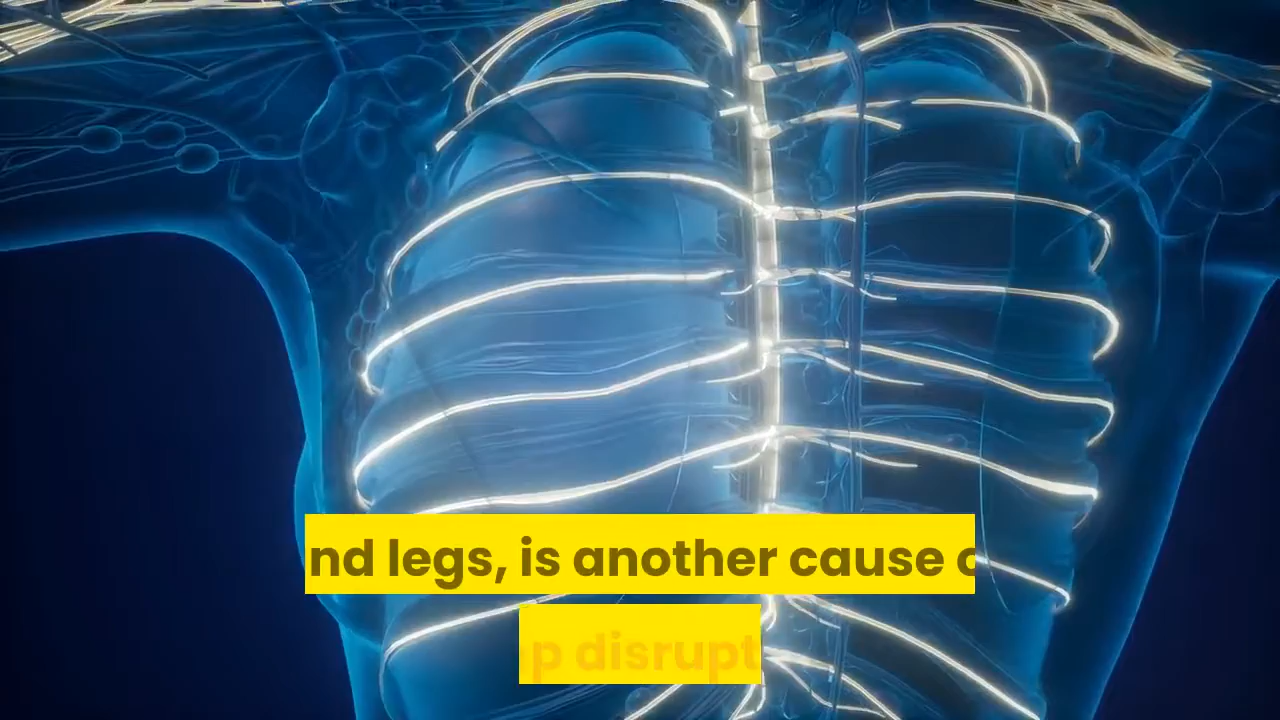 nd legs, is another cause
p disrupt